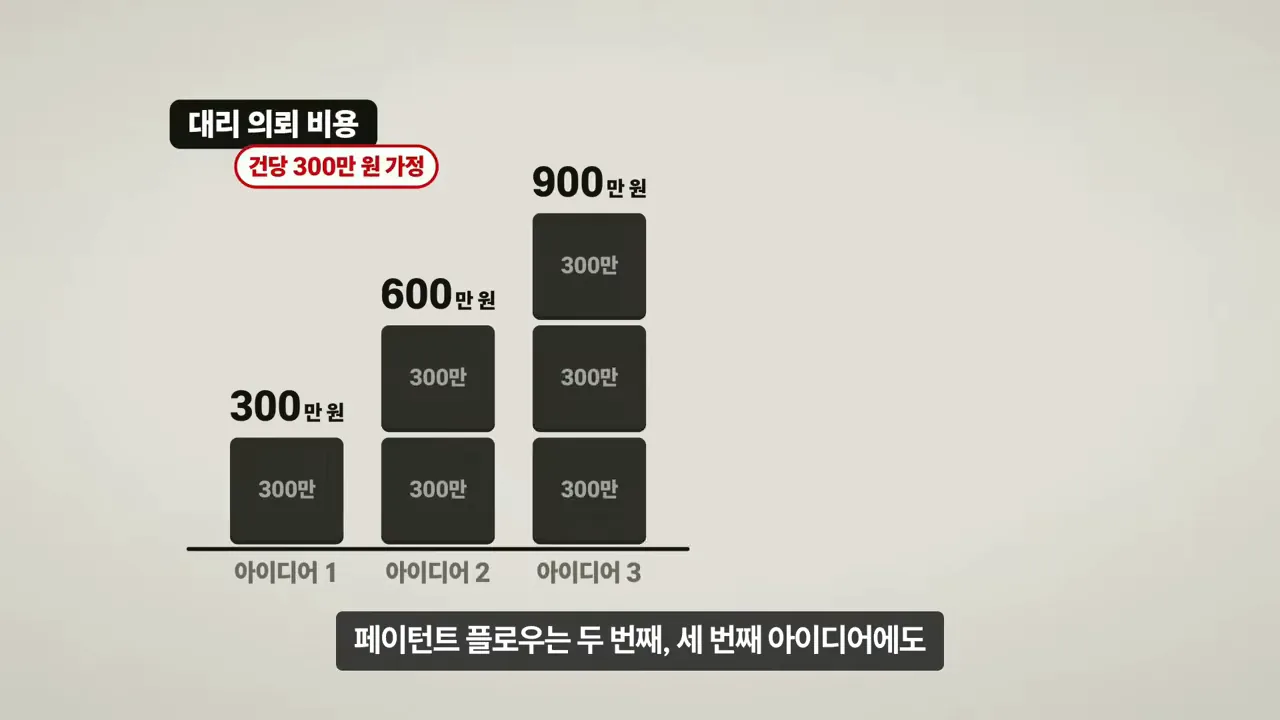 대리 의뢰 비용
건당 300만 원 가정
900만 원
300만
600만 원
300만
300만
300만 원
300만
300만
300만
아이디어 1
아이디어 2
아이디어 3
페이턴트 플로우는 두 번째, 세 번째 아이디어에도